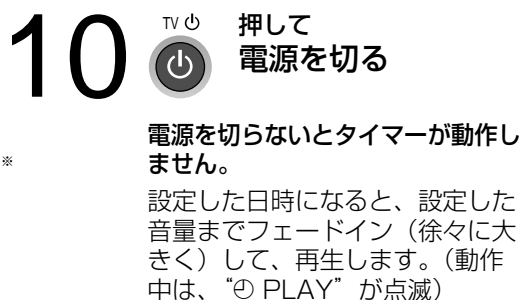 10
TV ⏻
押して
電源を切る
電源を切らないとタイマーが動作し
ません。
※
設定した日時になると、設定した
音量までフェードイン（徐々に大
きく）して、再生します。（動作
中は、“⏲ PLAY”が点滅）